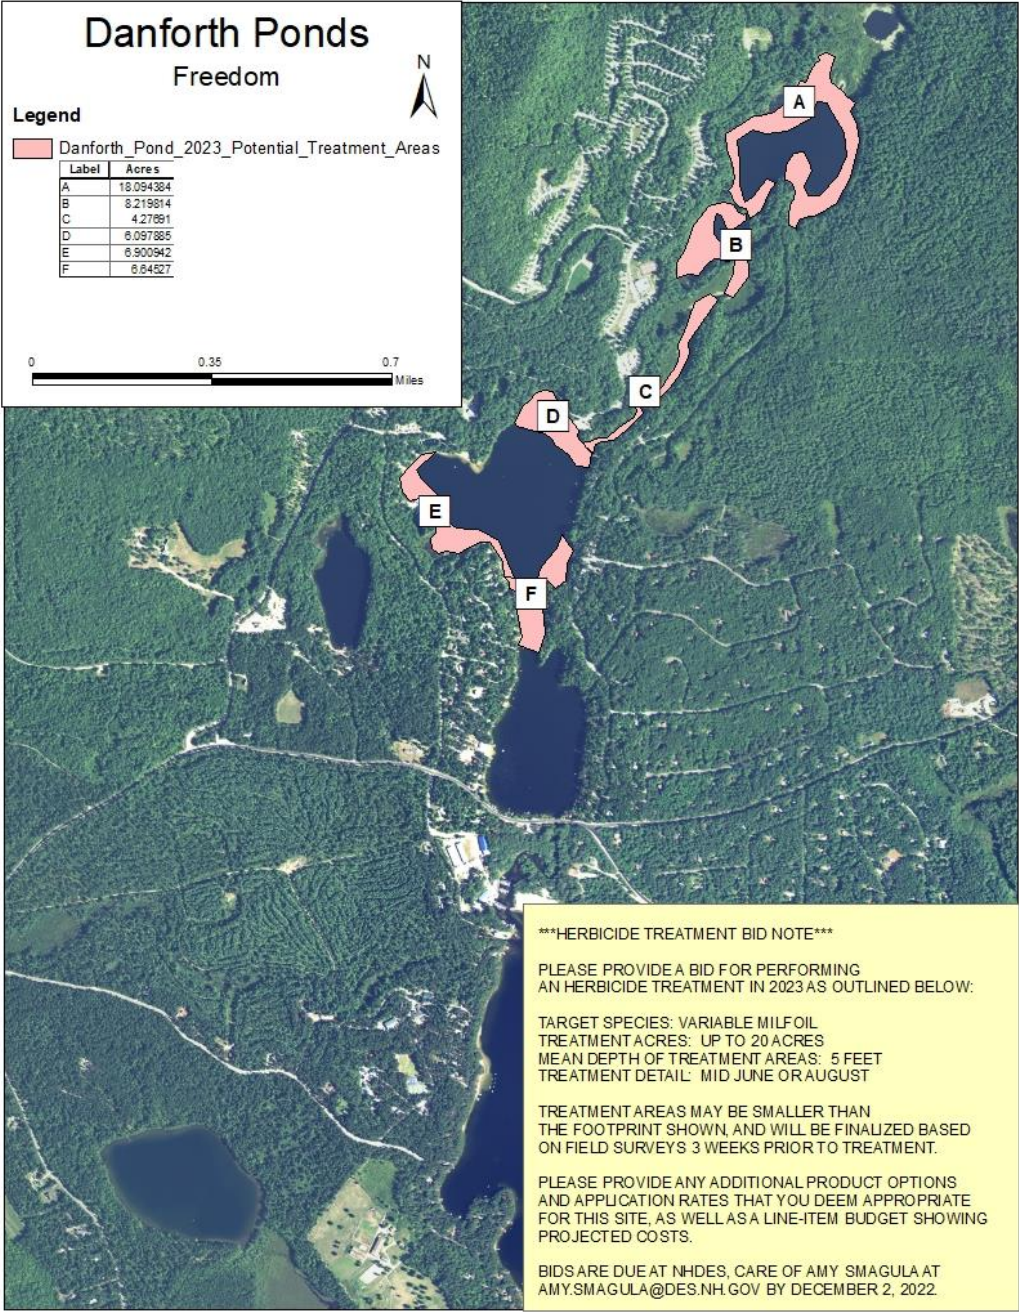 Danforth Ponds
Freedom
N
Legend
Danforth_Pond_2023_Potential_Treatment_Areas
Label Acres
A 18.094384
B 8.219814
C 4.27691
D 6.097885
E 6.900942
F 6.64527
0 0.35 0.7
Miles
A
B
C
D
E
F
***HERBICIDE TREATMENT BID NOTE***
PLEASE PROVIDE A BID FOR PERFORMING
AN HERBICIDE TREATMENT IN 2023 AS OUTLINED BELOW:
TARGET SPECIES: VARIABLE MILFOIL
TREATMENT ACRES: UP TO 20 ACRES
MEAN DEPTH OF TREATMENT AREAS: 5 FEET
TREATMENT DETAIL: MID JUNE OR AUGUST
TREATMENT AREAS MAY BE SMALLER THAN
THE FOOTPRINT SHOWN, AND WILL BE FINALIZED BASED
ON FIELD SURVEYS 3 WEEKS PRIOR TO TREATMENT.
PLEASE PROVIDE ANY ADDITIONAL PRODUCT OPTIONS
AND APPLICATION RATES THAT YOU DEEM APPROPRIATE
FOR THIS SITE, AS WELL AS A LINE-ITEM BUDGET SHOWING
PROJECTED COSTS.
BIDS ARE DUE AT NHDES, CARE OF AMY SMAGULA AT
AMY.SMAGULA@DES.NH.GOV BY DECEMBER 2, 2022.